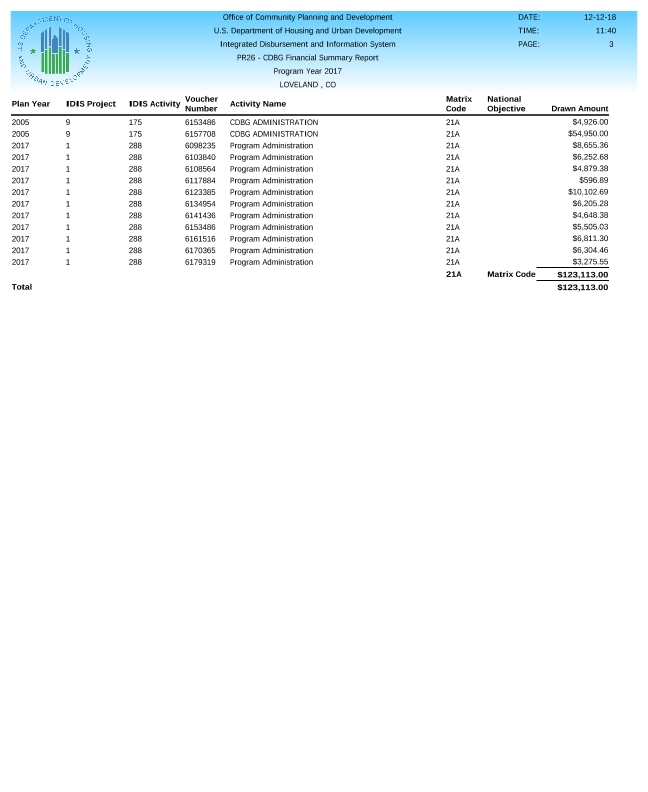 Office of Community Planning and Development DATE: 12-12-18
U.S. Department of Housing and Urban Development TIME: 11:40
Integrated Disbursement and Information System PAGE: 3
PR26 - CDBG Financial Summary Report
Program Year 2017
LOVELAND , CO
U.S. DEPARTMENT OF HOUSING AND URBAN DEVELOPMENT
Plan Year IDIS Project IDIS Activity Voucher Number Activity Name Matrix Code National Objective Drawn Amount
2005 9 175 6153486 CDBG ADMINISTRATION 21A $4,926.00
2005 9 175 6157708 CDBG ADMINISTRATION 21A $54,950.00
2017 1 288 6098235 Program Administration 21A $8,655.36
2017 1 288 6103840 Program Administration 21A $6,252.68
2017 1 288 6108564 Program Administration 21A $4,879.38
2017 1 288 6117884 Program Administration 21A $596.89
2017 1 288 6123385 Program Administration 21A $10,102.69
2017 1 288 6134954 Program Administration 21A $6,205.28
2017 1 288 6141436 Program Administration 21A $4,648.38
2017 1 288 6153486 Program Administration 21A $5,505.03
2017 1 288 6161516 Program Administration 21A $6,811.30
2017 1 288 6170365 Program Administration 21A $6,304.46
2017 1 288 6179319 Program Administration 21A $3,275.55
21A Matrix Code $123,113.00
Total $123,113.00